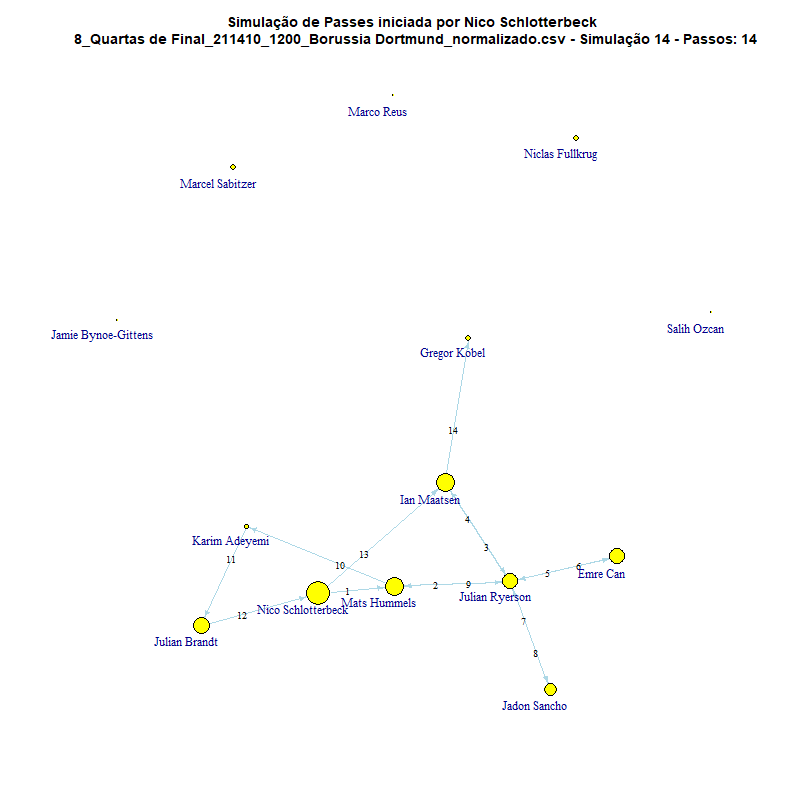 Simulação de Passes iniciada por Nico Schlotterbeck
8_Quartas de Final_211410_1200_Borussia Dortmund_normalizado.csv - Simulação 14 - Passos: 14
Marco Reus
Niclas Fullkrug
Marcel Sabitzer
Jamie Bynoe-Gittens
Salih Ozcan
Gregor Kobel
14
Ian Maatsen
4
Karim Adeyemi
13
3
11
10
6
5
Emre Can
2
9
1
Julian Ryerson
Mats Hummels
Nico Schlotterbeck
12
7
Julian Brandt
8
Jadon Sancho